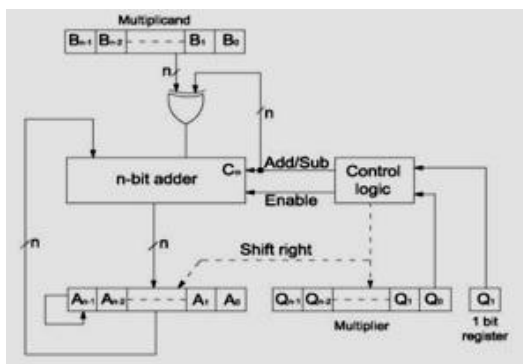 Multiplicand
Bn-1 Bn-2 B1 B0
n
n
n-bit adder
Cin
Add/Sub
Enable
Control
logic
n
n
Shift right
An-1 An-2 A1 A0
Qn-1 Qn-2 Q1 Q0
Q-1
Multiplier
1 bit
register